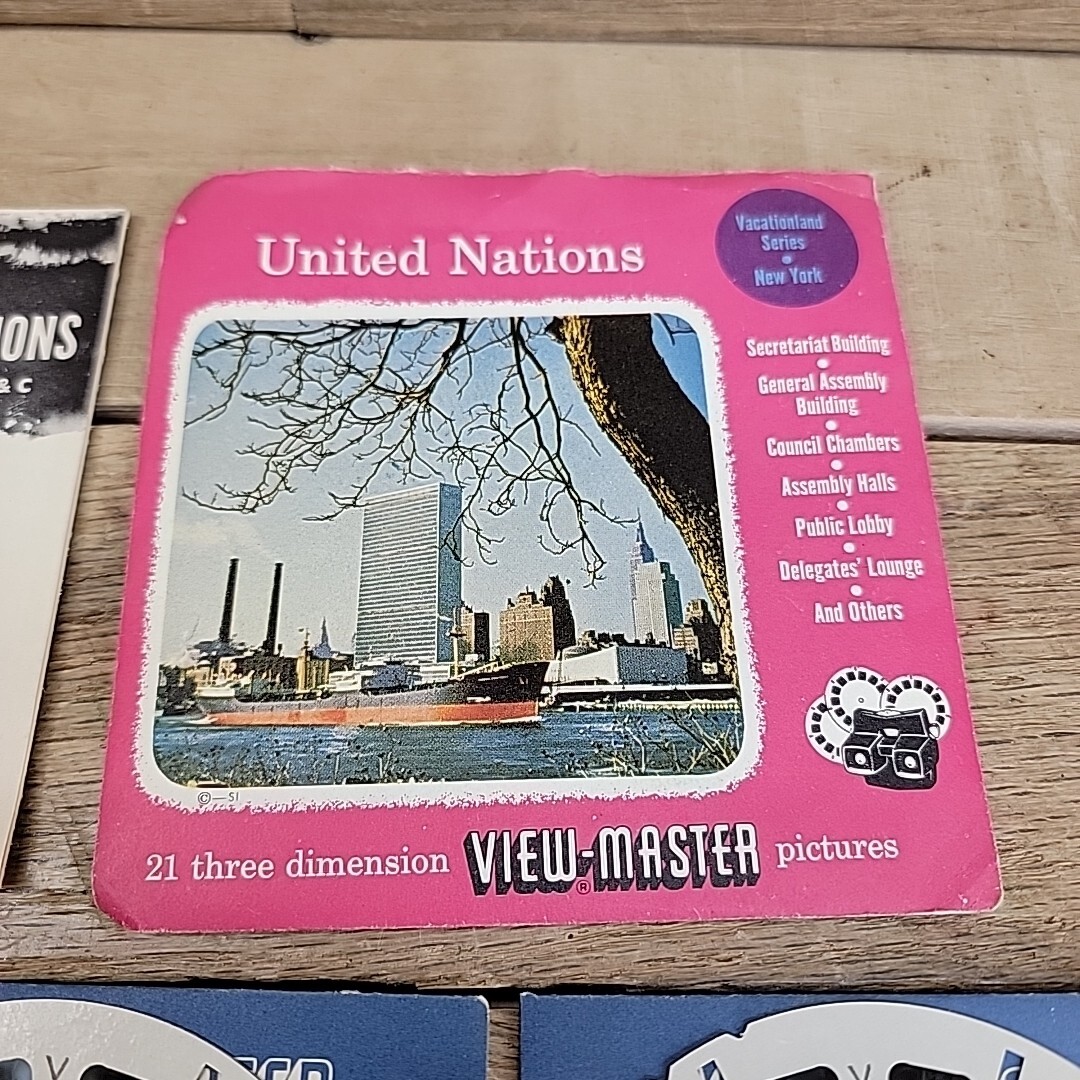 United Nations
Vacationland
Series
•
New York
Secretariat Building
•
General Assembly
Building
•
Council Chambers
•
Assembly Halls
•
Public Lobby
•
Delegates' Lounge
•
And Others
©—SI
21 three dimension VIEW-MASTER® pictures
IONS
& C